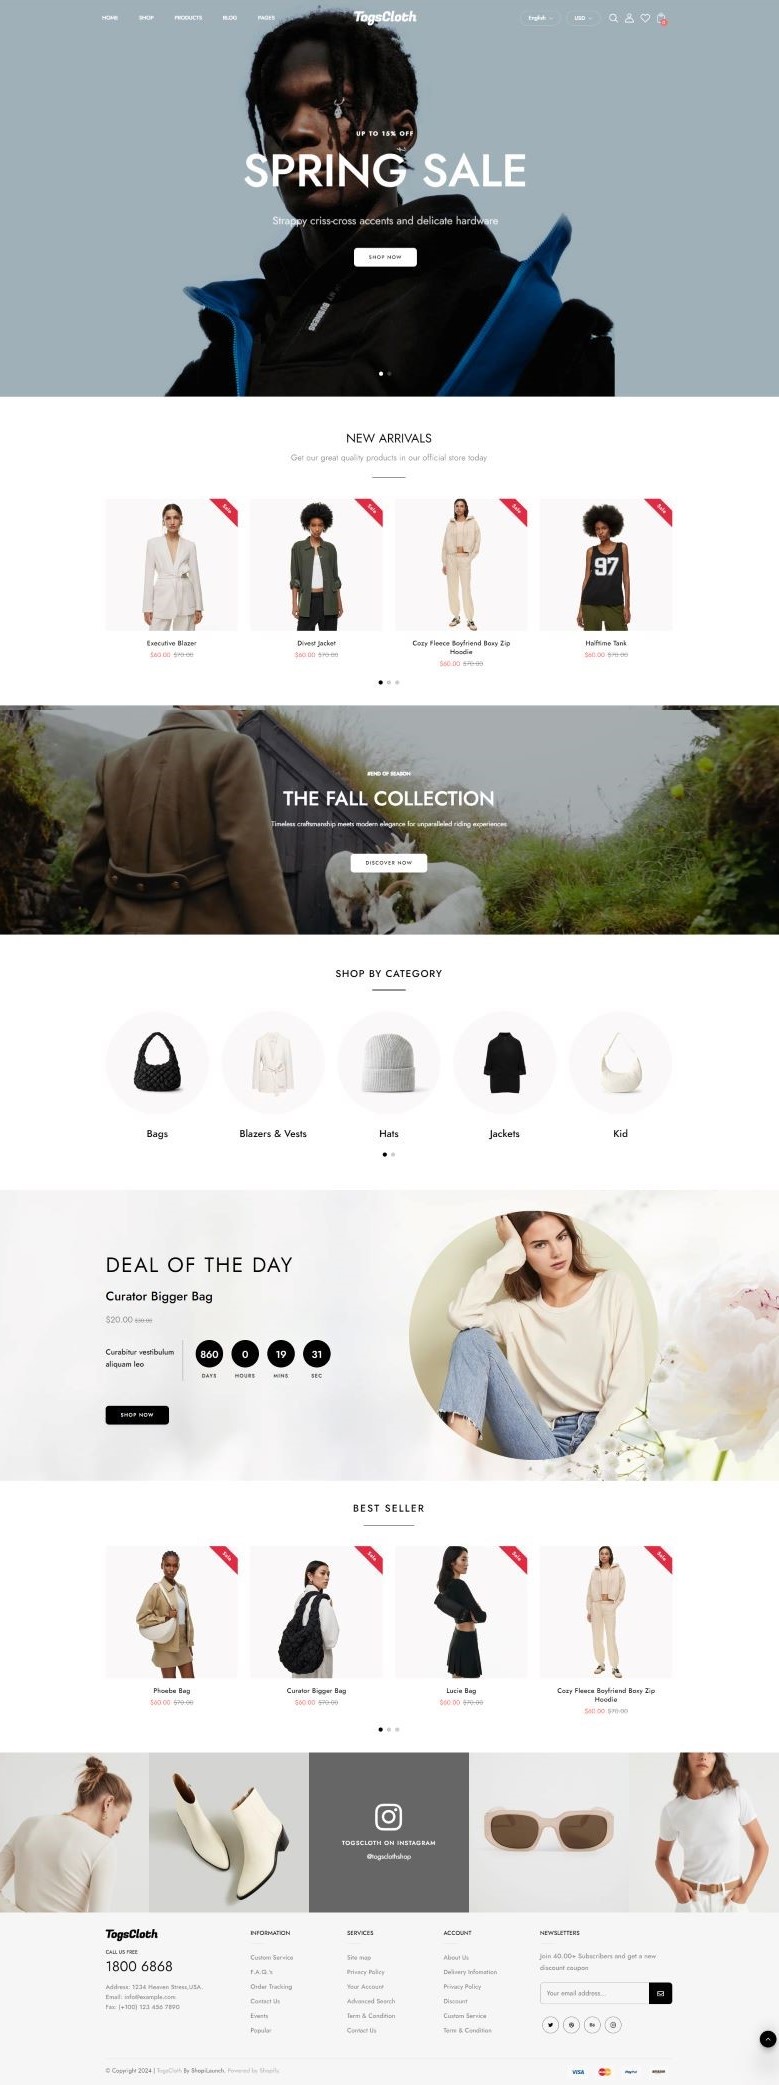 HOME SHOP PRODUCTS BLOG PAGES
TogsCloth
English USD
UP TO 15% OFF
SPRING SALE
Strappy criss-cross accents and delicate hardware
SHOP NOW
NEW ARRIVALS
Get our great quality products in our official store today
Sale Sale Sale Sale
97
Executive Blazer
$60.00 $70.00
Divest Jacket
$60.00 $70.00
Cozy Fleece Boyfriend Boxy Zip
Hoodie
$60.00 $70.00
Halftime Tank
$60.00 $70.00
#END OF SEASON
THE FALL COLLECTION
Timeless craftsmanship meets modern elegance for unparalleled riding experiences
DISCOVER NOW
SHOP BY CATEGORY
Bags Blazers & Vests Hats Jackets Kid
DEAL OF THE DAY
Curator Bigger Bag
$20.00
Curabitur vestibulum
aliquam leo
860 0 19 31
DAYS HOURS MINS SEC
SHOP NOW
BEST SELLER
Sale Sale Sale Sale
Phoebe Bag
$60.00 $70.00
Curator Bigger Bag
$60.00 $70.00
Lucie Bag
$60.00 $70.00
Cozy Fleece Boyfriend Boxy Zip
Hoodie
$60.00 $70.00
TOGSCLOTH ON INSTAGRAM
@togsclothshop
TogsCloth
CALL US FREE
1800 6868
Address: 1234 Heaven Stress,USA.
Email: info@example.com
Fax: (+100) 123 456 7890
INFORMATION
Custom Service
F.A.Q.'s
Order Tracking
Contact Us
Events
Popular
SERVICES
Site map
Privacy Policy
Your Account
Advanced Search
Term & Condition
Contact Us
ACCOUNT
About Us
Delivery Infomation
Privacy Policy
Discount
Custom Service
Term & Condition
NEWSLETTERS
Join 40.00+ Subscribers and get a new
discount coupon
Your email address...
© Copyright 2024 | TogsCloth By ShopiLaunch. Powered by Shopify.
VISA MasterCard PayPal amazon